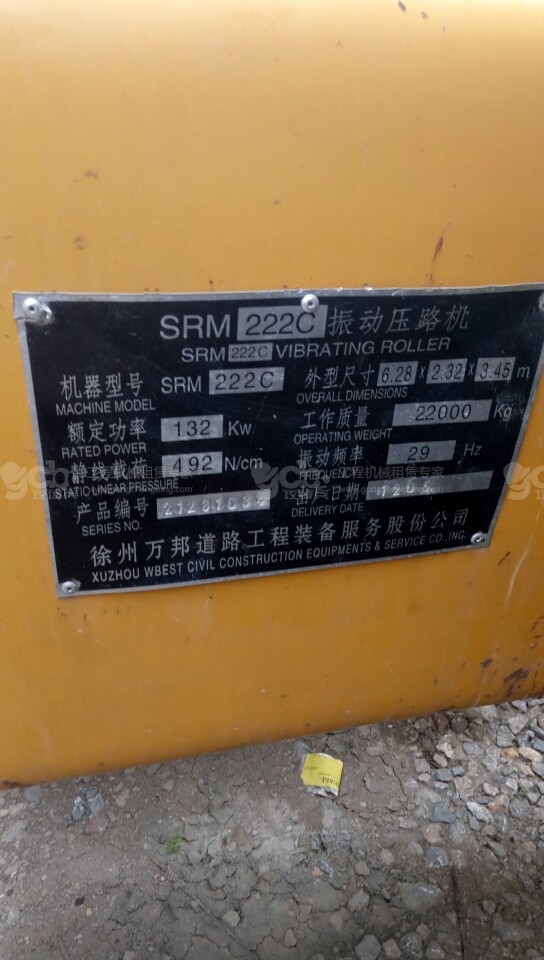 SRM 222C 振动压路机
SRM 222C VIBRATING ROLLER
机器型号 SRM 222C
MACHINE MODEL
外型尺寸 6.28 × 2.32 × 3.45 m
OVERALL DIMENSIONS
额定功率 132 Kw
RATED POWER
工作质量 22000 Kg
OPERATING WEIGHT
静线载荷 492 N/cm
STATIC LINEAR PRESSURE
振动频率 29 Hz
FREQUENCY
产品编号
SERIES NO.
出厂日期
DELIVERY DATE
徐州万邦道路工程装备服务股份公司
XUZHOU WBEST CIVIL CONSTRUCTION EQUIPMENTS & SERVICE CO.,INC.